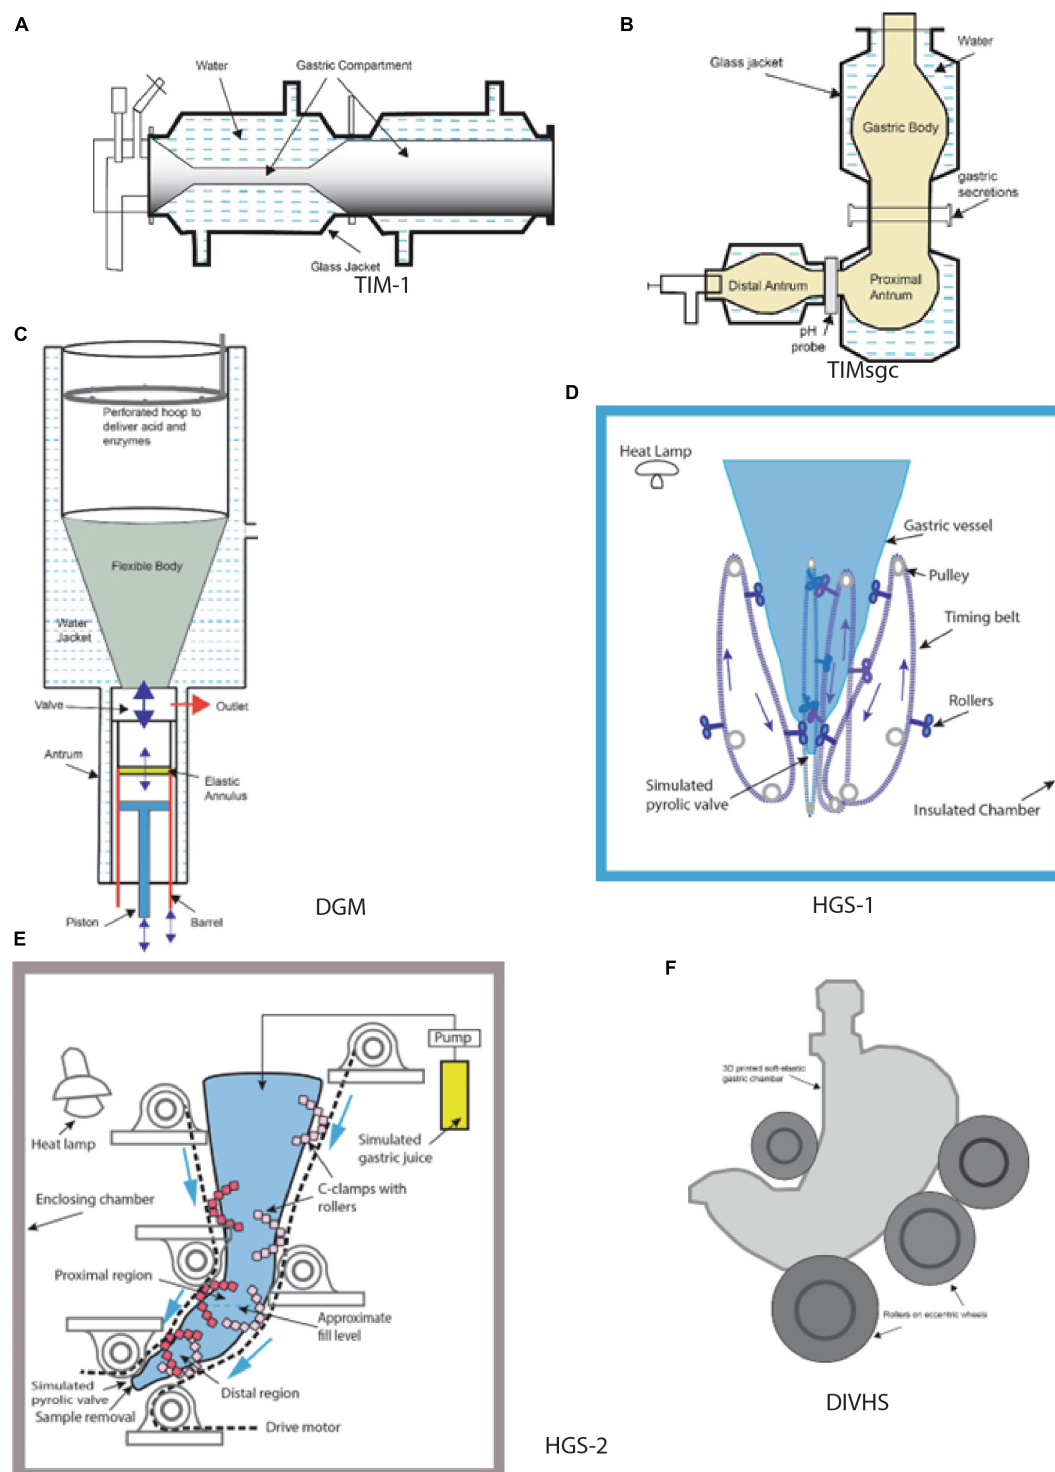 A
Water
Gastric Compartment
Glass Jacket
TIM-1
B
Glass jacket
Water
Gastric Body
gastric
secretions
Distal Antrum
Proximal
Antrum
pH
probe
TIMsgc
C
Perforated hoop to
deliver acid and
enzymes
Flexible Body
Water
Jacket
Valve
Outlet
Antrum
Elastic
Annulus
Piston
Barrel
DGM
D
Heat Lamp
Gastric vessel
Pulley
Timing belt
Rollers
Simulated
pyrolic valve
Insulated Chamber
HGS-1
E
Pump
Heat lamp
Simulated
gastric juice
C-clamps with
rollers
Enclosing chamber
Proximal region
Approximate
fill level
Simulated
pyrolic valve
Sample removal
Distal region
Drive motor
HGS-2
F
3D printed soft-elastic
gastric chamber
Rollers on eccentric wheels
DIVHS